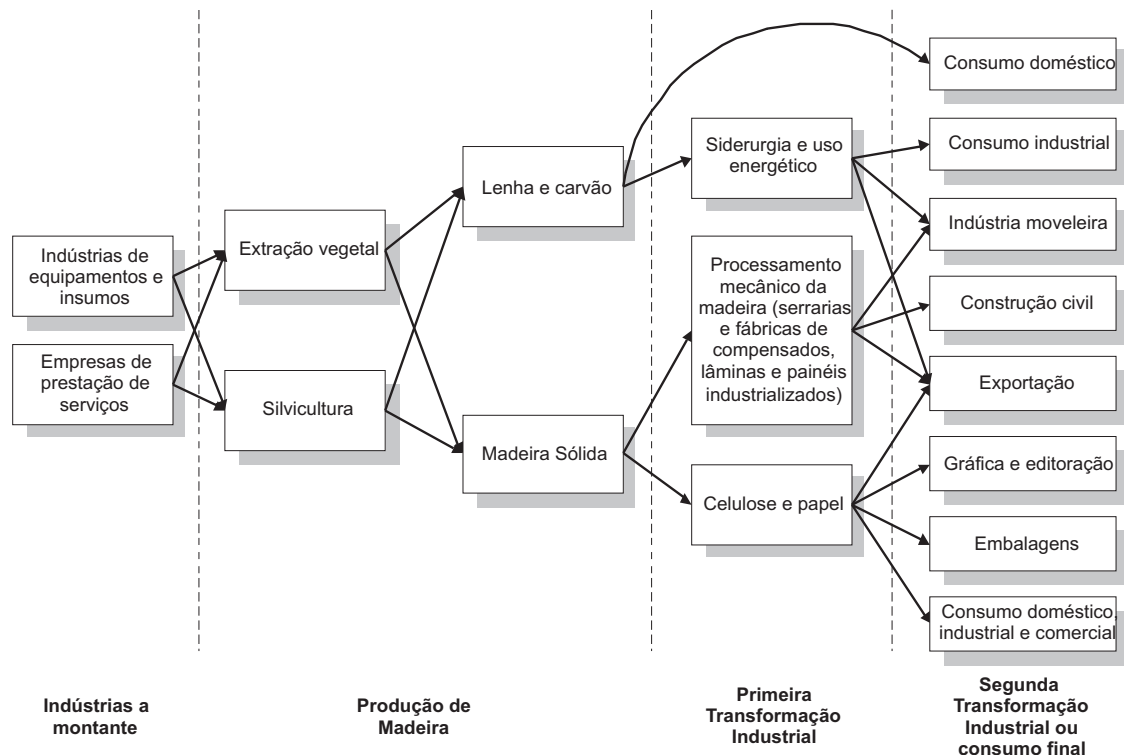 Indústrias de
equipamentos e
insumos
Empresas de
prestação de
serviços
Extração vegetal
Silvicultura
Lenha e carvão
Madeira Sólida
Siderurgia e uso
energético
Processamento
mecânico da
madeira (serrarias
e fábricas de
compensados,
lâminas e painéis
industrializados)
Celulose e papel
Consumo doméstico
Consumo industrial
Indústria moveleira
Construção civil
Exportação
Gráfica e editoração
Embalagens
Consumo doméstico,
industrial e comercial
Indústrias a
montante
Produção de
Madeira
Primeira
Transformação
Industrial
Segunda
Transformação
Industrial ou
consumo final